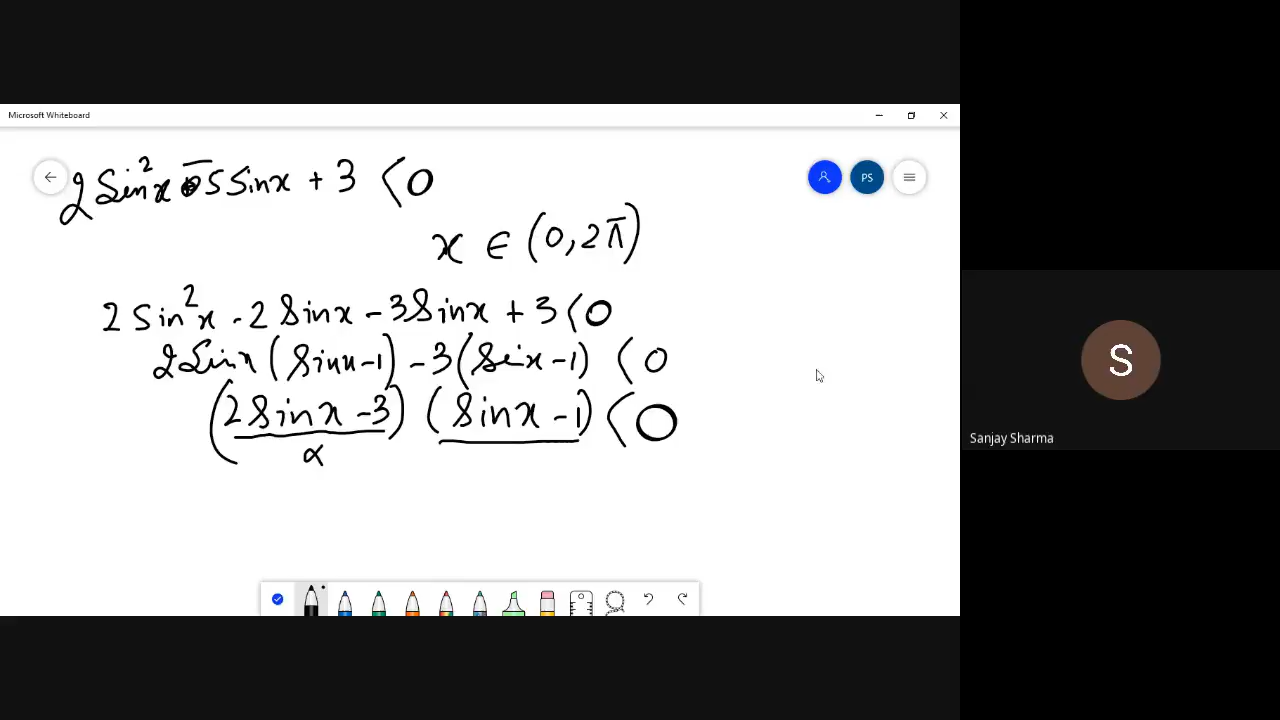 Microsoft Whiteboard
2 Sin²x - 5 Sinx + 3 < 0
PS
x ∈ (0, 2π)
2 sin²x - 2 Sinx - 3 Sinx + 3 < 0
2 Sinx (Sinx - 1) - 3 (Sinx - 1) < 0
(2 Sinx - 3) (Sinx - 1) < 0
α
S
Sanjay Sharma